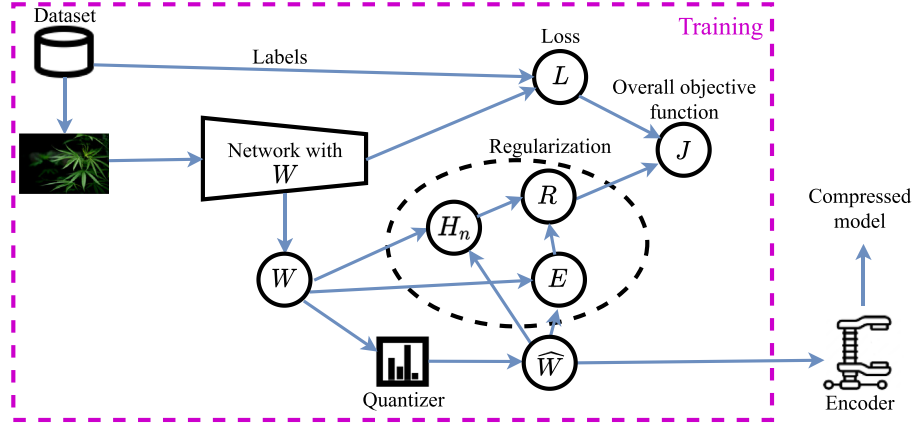 Dataset
Training
Loss
Labels
L
Overall objective
function
Network with
W
Regularization
J
R
H_n
Compressed
model
W
E
Ŵ
Quantizer
Encoder